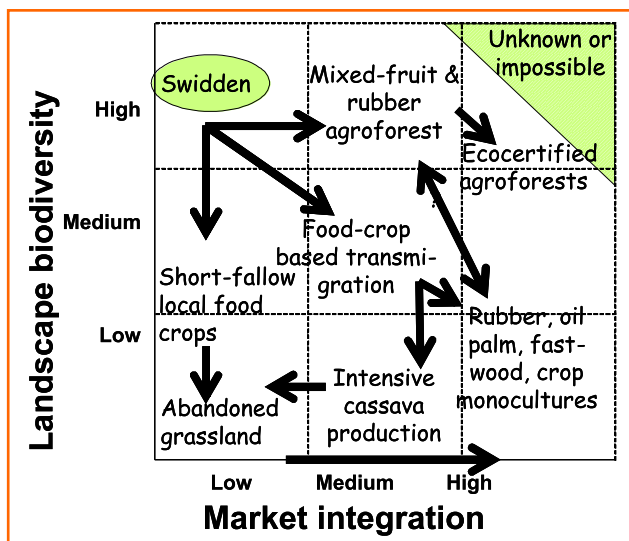 Landscape biodiversity
High
Medium
Low
Swidden
Mixed-fruit &
rubber
agroforest
Unknown or
impossible
Ecocertified
agroforests
Food-crop
based transmi-
gration
?
Short-fallow
local food
crops
Rubber, oil
palm, fast-
wood, crop
monocultures
Abandoned
grassland
Intensive
cassava
production
Low
Medium
High
Market integration